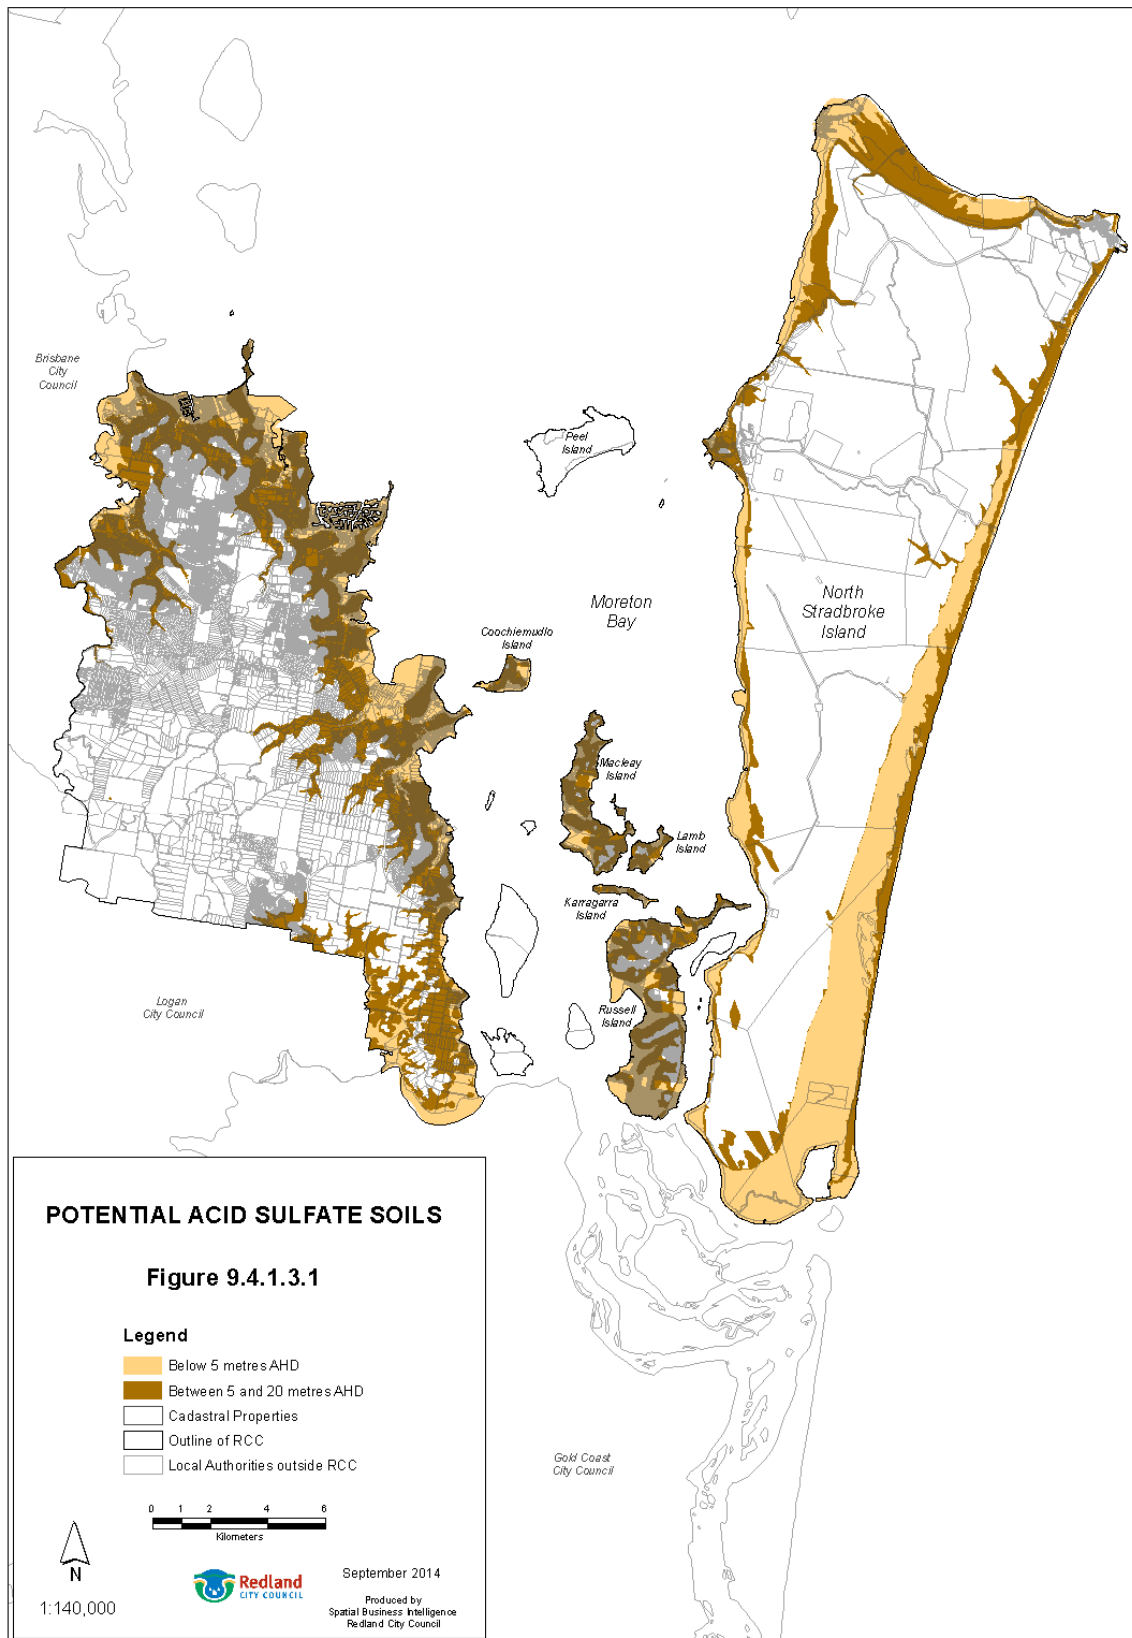 Brisbane
City
Council
Peel
Island
Moreton
Bay
North
Stradbroke
Island
Coochiemudlo
Island
Macleay
Island
Lamb
Island
Karragarra
Island
Russell
Island
Logan
City Council
Gold Coast
City Council
POTENTIAL ACID SULFATE SOILS
Figure 9.4.1.3.1
Legend
Below 5 metres AHD
Between 5 and 20 metres AHD
Cadastral Properties
Outline of RCC
Local Authorities outside RCC
0 1 2 4 6
Kilometers
N
1:140,000
Redland
CITY COUNCIL
September 2014
Produced by
Spatial Business Intelligence
Redland City Council